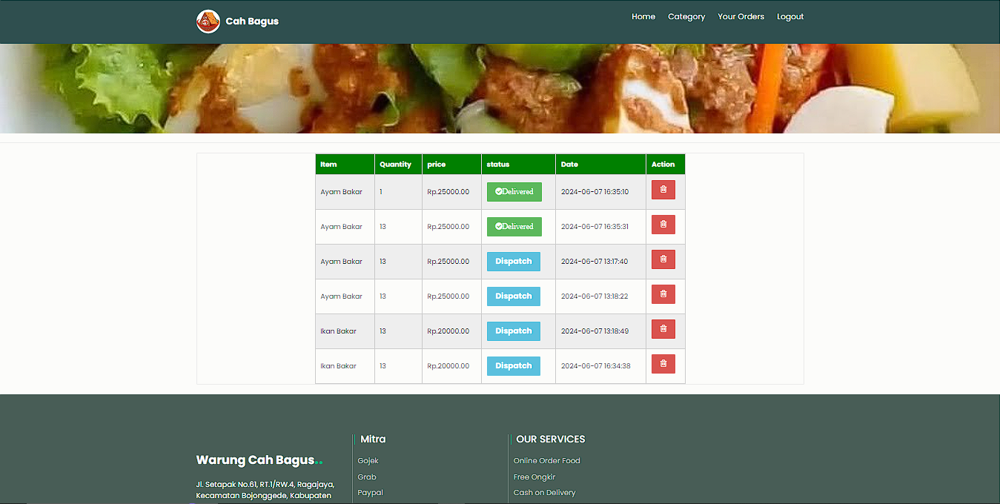 Cah Bagus
Home Category Your Orders Logout
Item Quantity price status Date Action
Ayam Bakar 1 Rp.25000.00 Delivered 2024-06-07 16:35:10
Ayam Bakar 13 Rp.25000.00 Delivered 2024-06-07 16:35:31
Ayam Bakar 13 Rp.25000.00 Dispatch 2024-06-07 13:17:40
Ayam Bakar 13 Rp.25000.00 Dispatch 2024-06-07 13:18:22
Ikan Bakar 13 Rp.20000.00 Dispatch 2024-06-07 13:18:49
Ikan Bakar 13 Rp.20000.00 Dispatch 2024-06-07 16:34:38
Warung Cah Bagus..
Jl. Setapak No.61, RT.1/RW.4, Ragajaya,
Kecamatan Bojonggede, Kabupaten
Mitra
Gojek
Grab
Paypal
OUR SERVICES
Online Order Food
Free Ongkir
Cash on Delivery